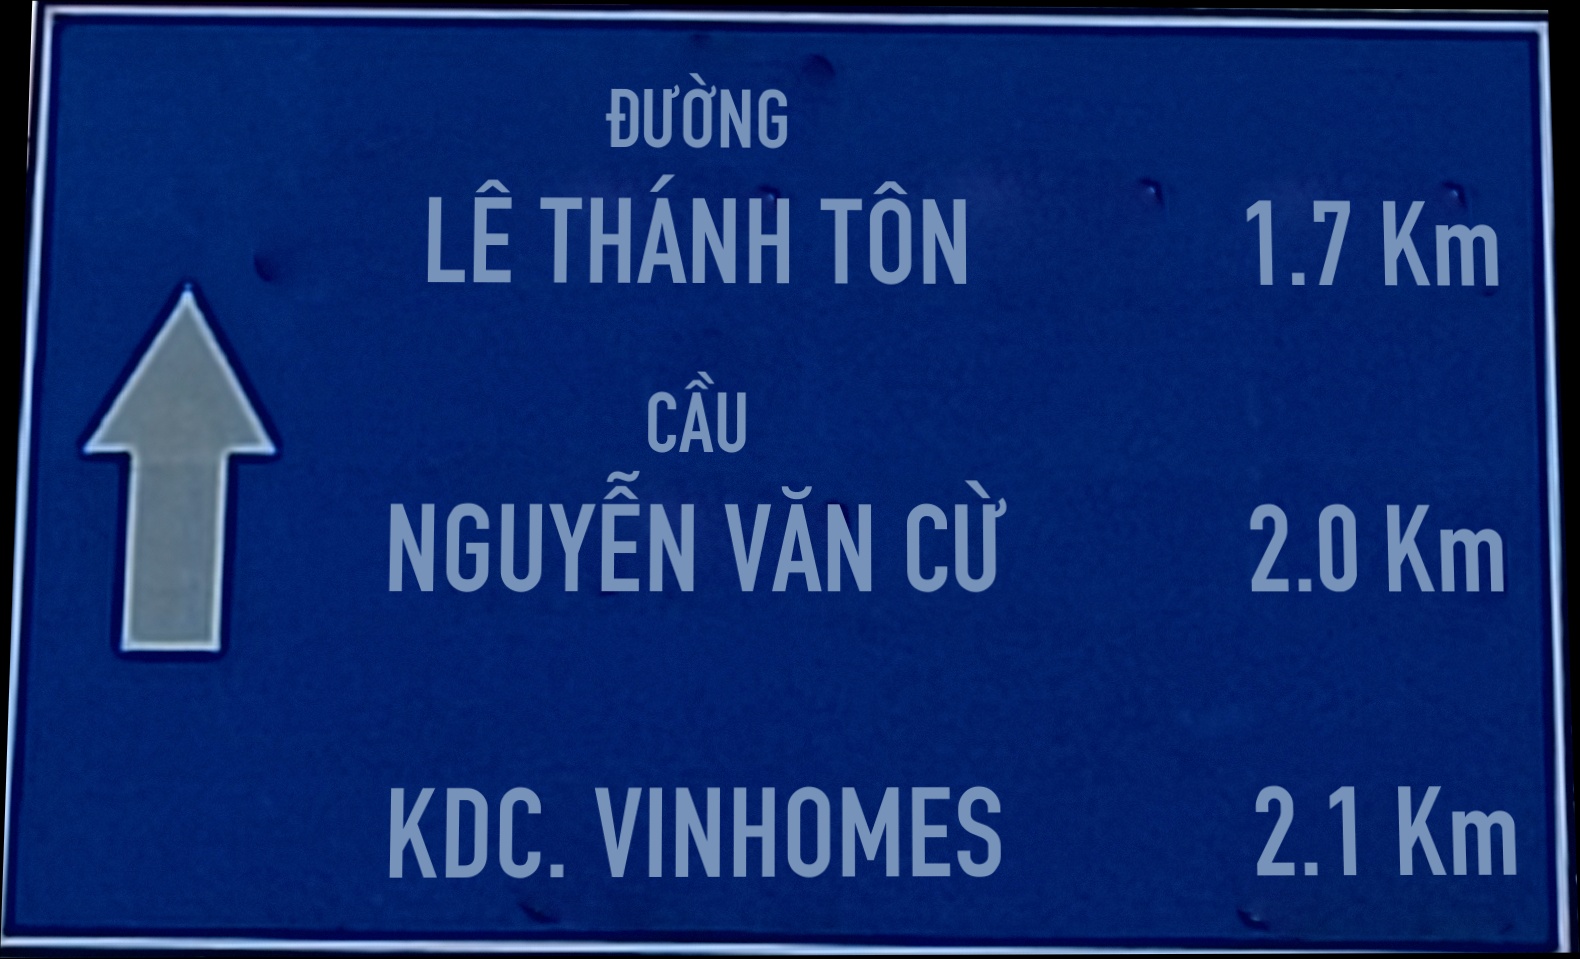 ĐƯỜNG
LÊ THÁNH TÔN 1.7 Km
CẦU
NGUYỄN VĂN CỪ 2.0 Km
KDC. VINHOMES 2.1 Km